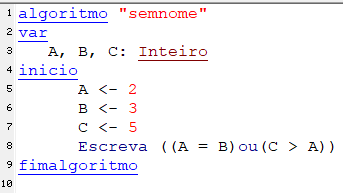 1 algoritmo "semnome"
2 var
3 A, B, C: Inteiro
4 inicio
5 A <- 2
6 B <- 3
7 C <- 5
8 Escreva ((A = B)ou(C > A))
9 fimalgoritmo
10